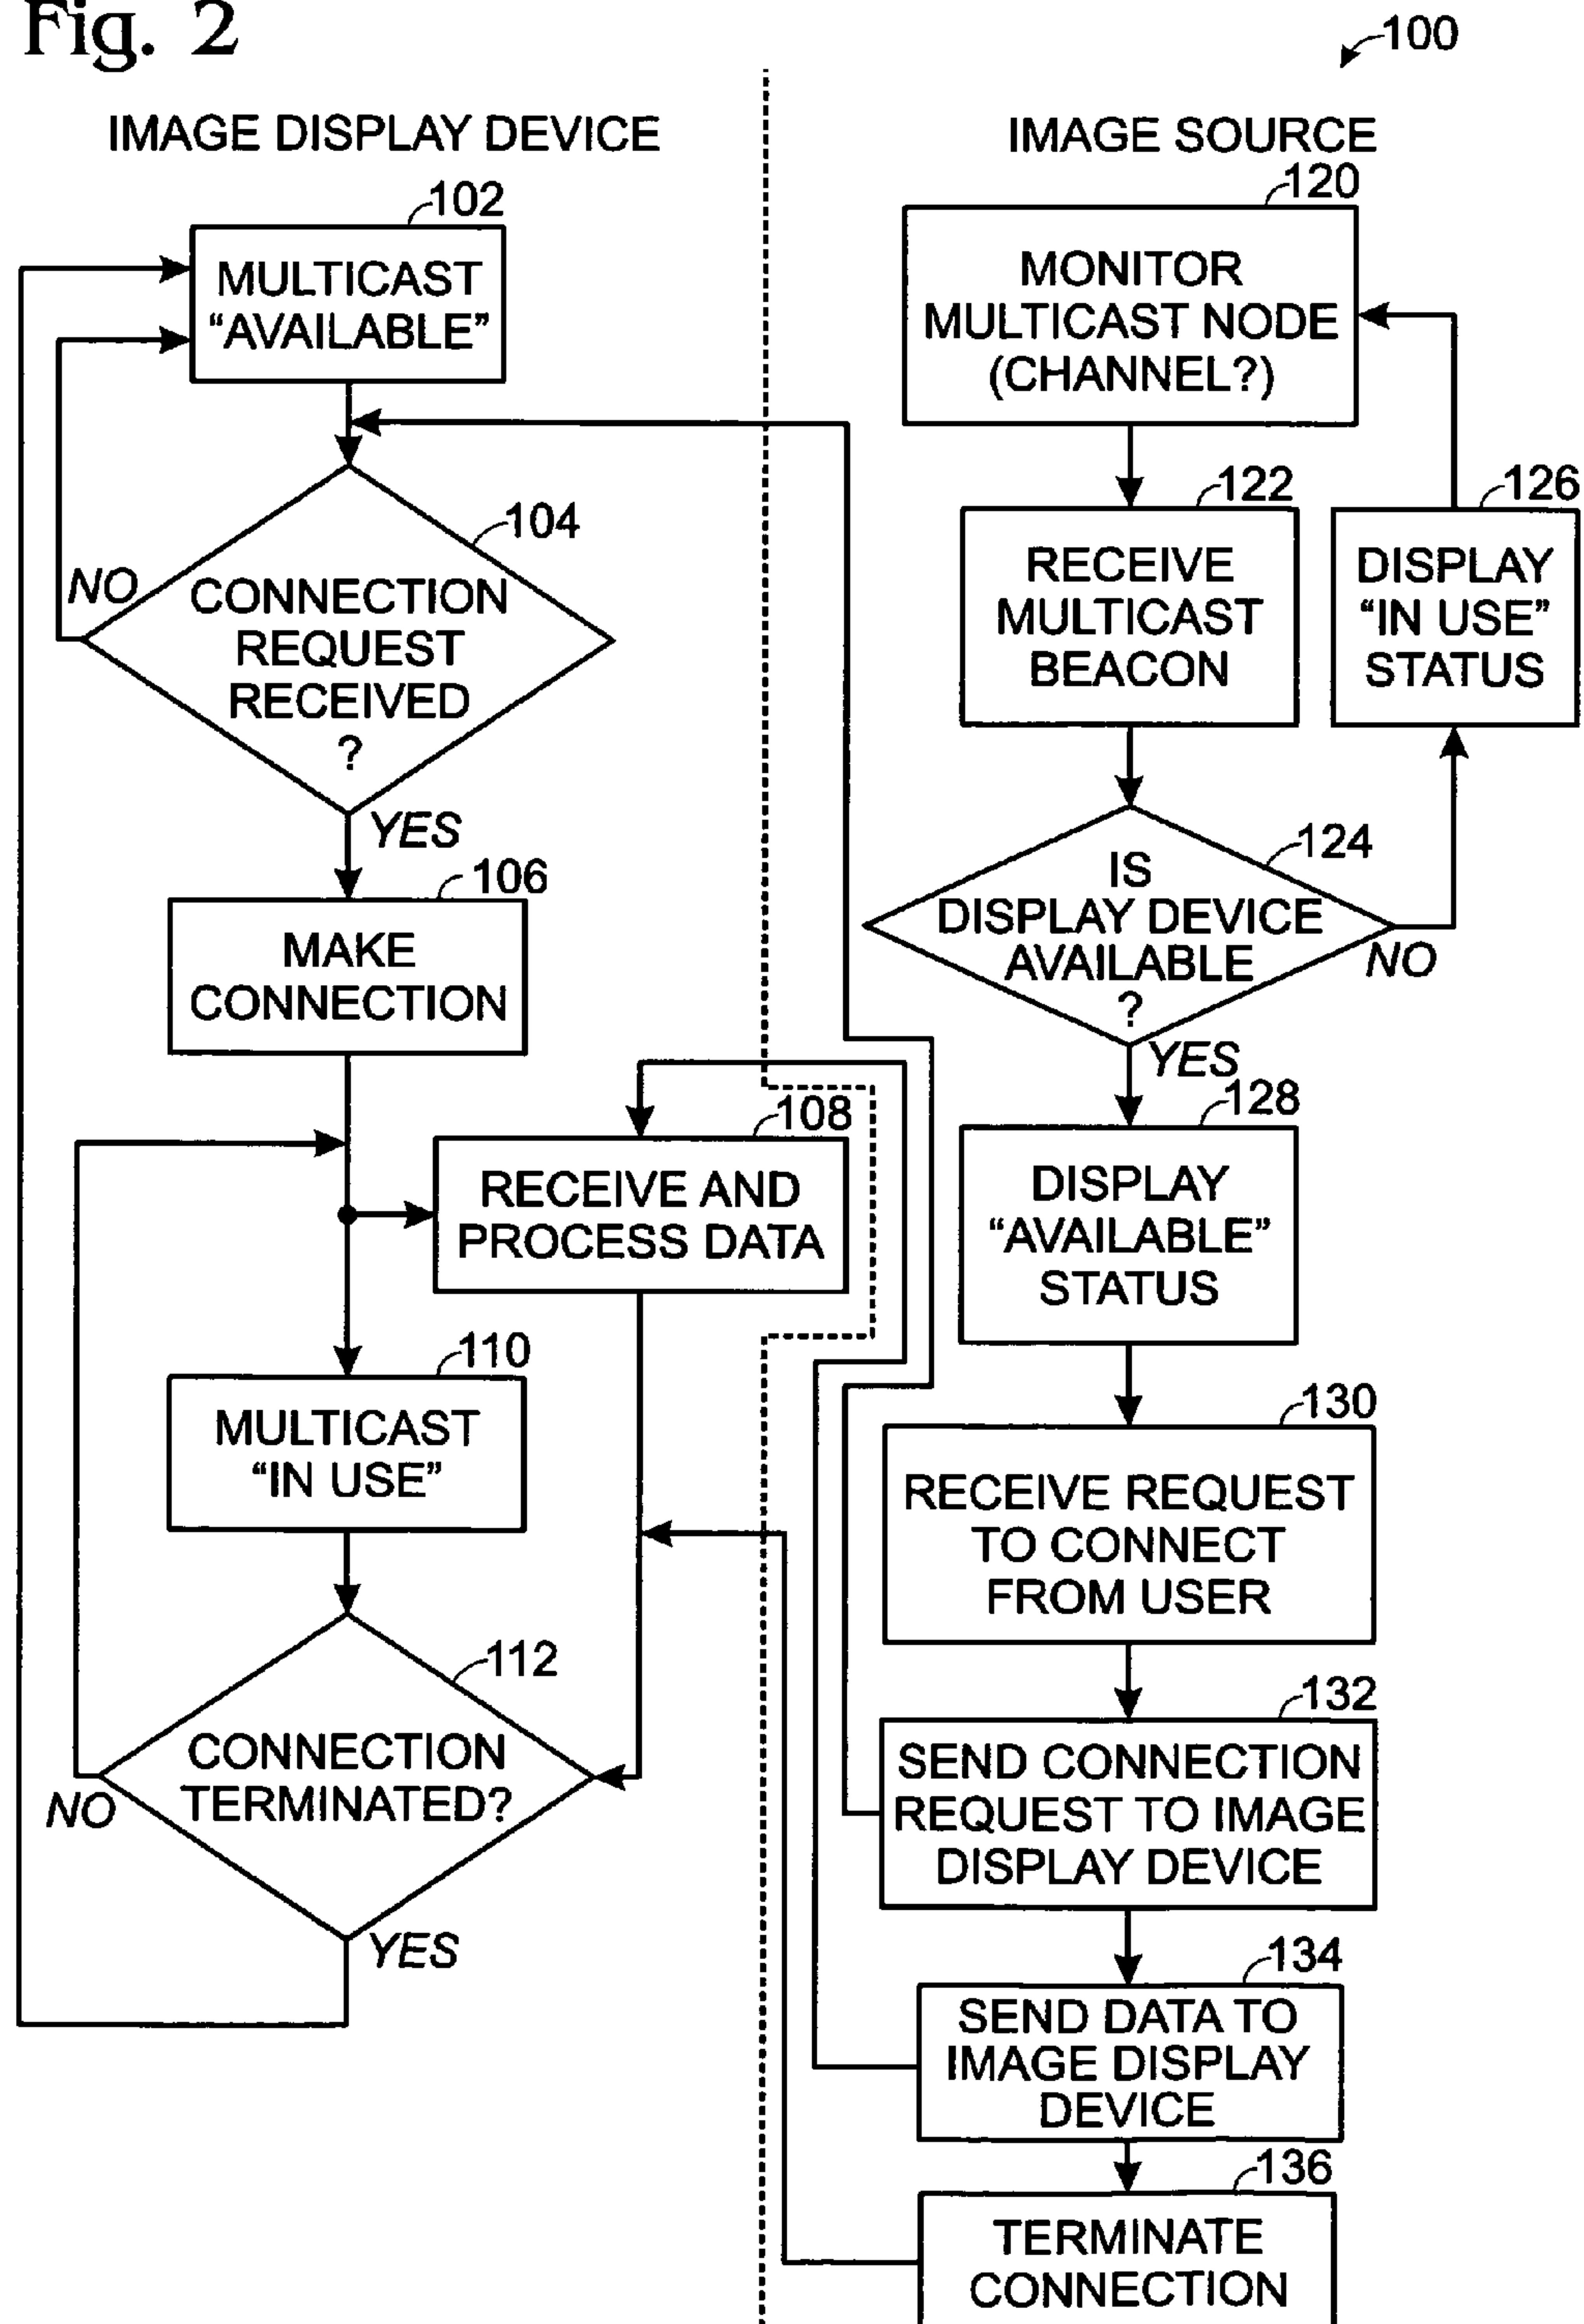 Fig. 2
100
IMAGE DISPLAY DEVICE
102
MULTICAST
“AVAILABLE”
104
CONNECTION
REQUEST
RECEIVED
?
NO
YES
106
MAKE
CONNECTION
108
RECEIVE AND
PROCESS DATA
110
MULTICAST
“IN USE”
112
CONNECTION
TERMINATED?
NO
YES
IMAGE SOURCE
120
MONITOR
MULTICAST NODE
(CHANNEL?)
122
RECEIVE
MULTICAST
BEACON
126
DISPLAY
“IN USE”
STATUS
124
IS
DISPLAY DEVICE
AVAILABLE
?
NO
YES
128
DISPLAY
“AVAILABLE”
STATUS
130
RECEIVE REQUEST
TO CONNECT
FROM USER
132
SEND CONNECTION
REQUEST TO IMAGE
DISPLAY DEVICE
134
SEND DATA TO
IMAGE DISPLAY
DEVICE
136
TERMINATE
CONNECTION